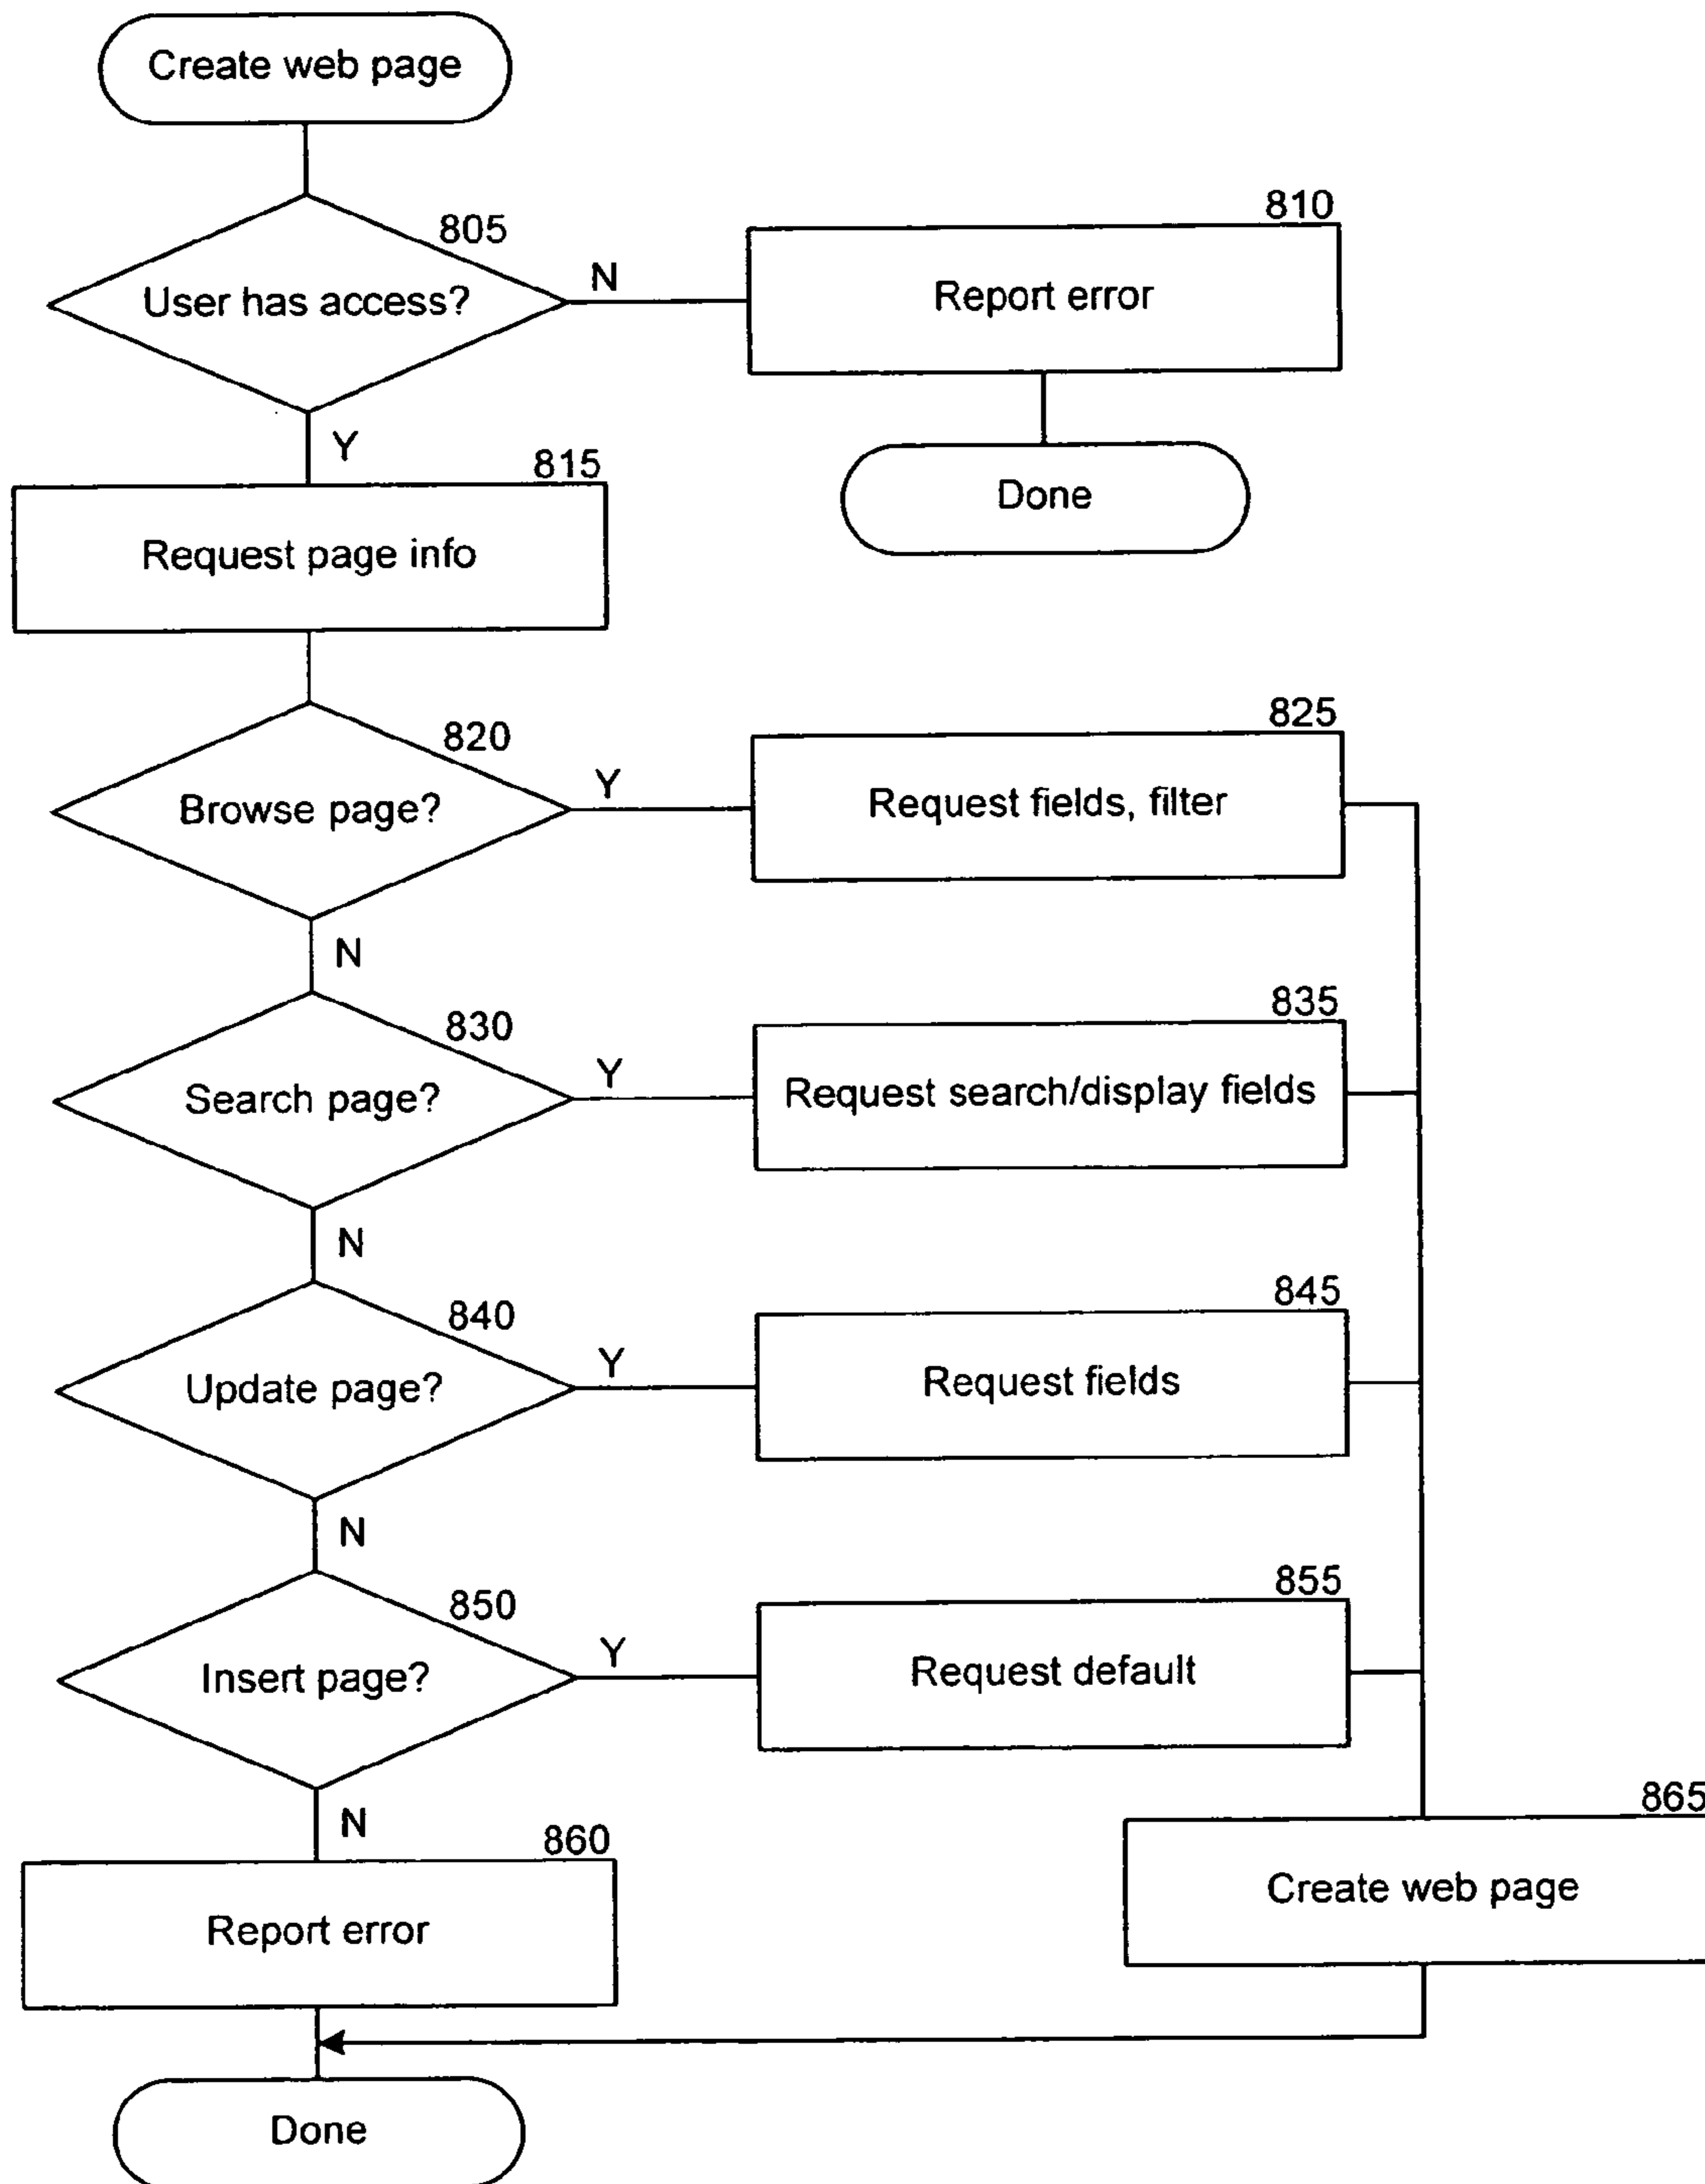 Create web page
805
User has access?
N
810
Report error
Done
Y
815
Request page info
820
Browse page?
Y
825
Request fields, filter
N
830
Search page?
Y
835
Request search/display fields
N
840
Update page?
Y
845
Request fields
N
850
Insert page?
Y
855
Request default
N
860
Report error
865
Create web page
Done